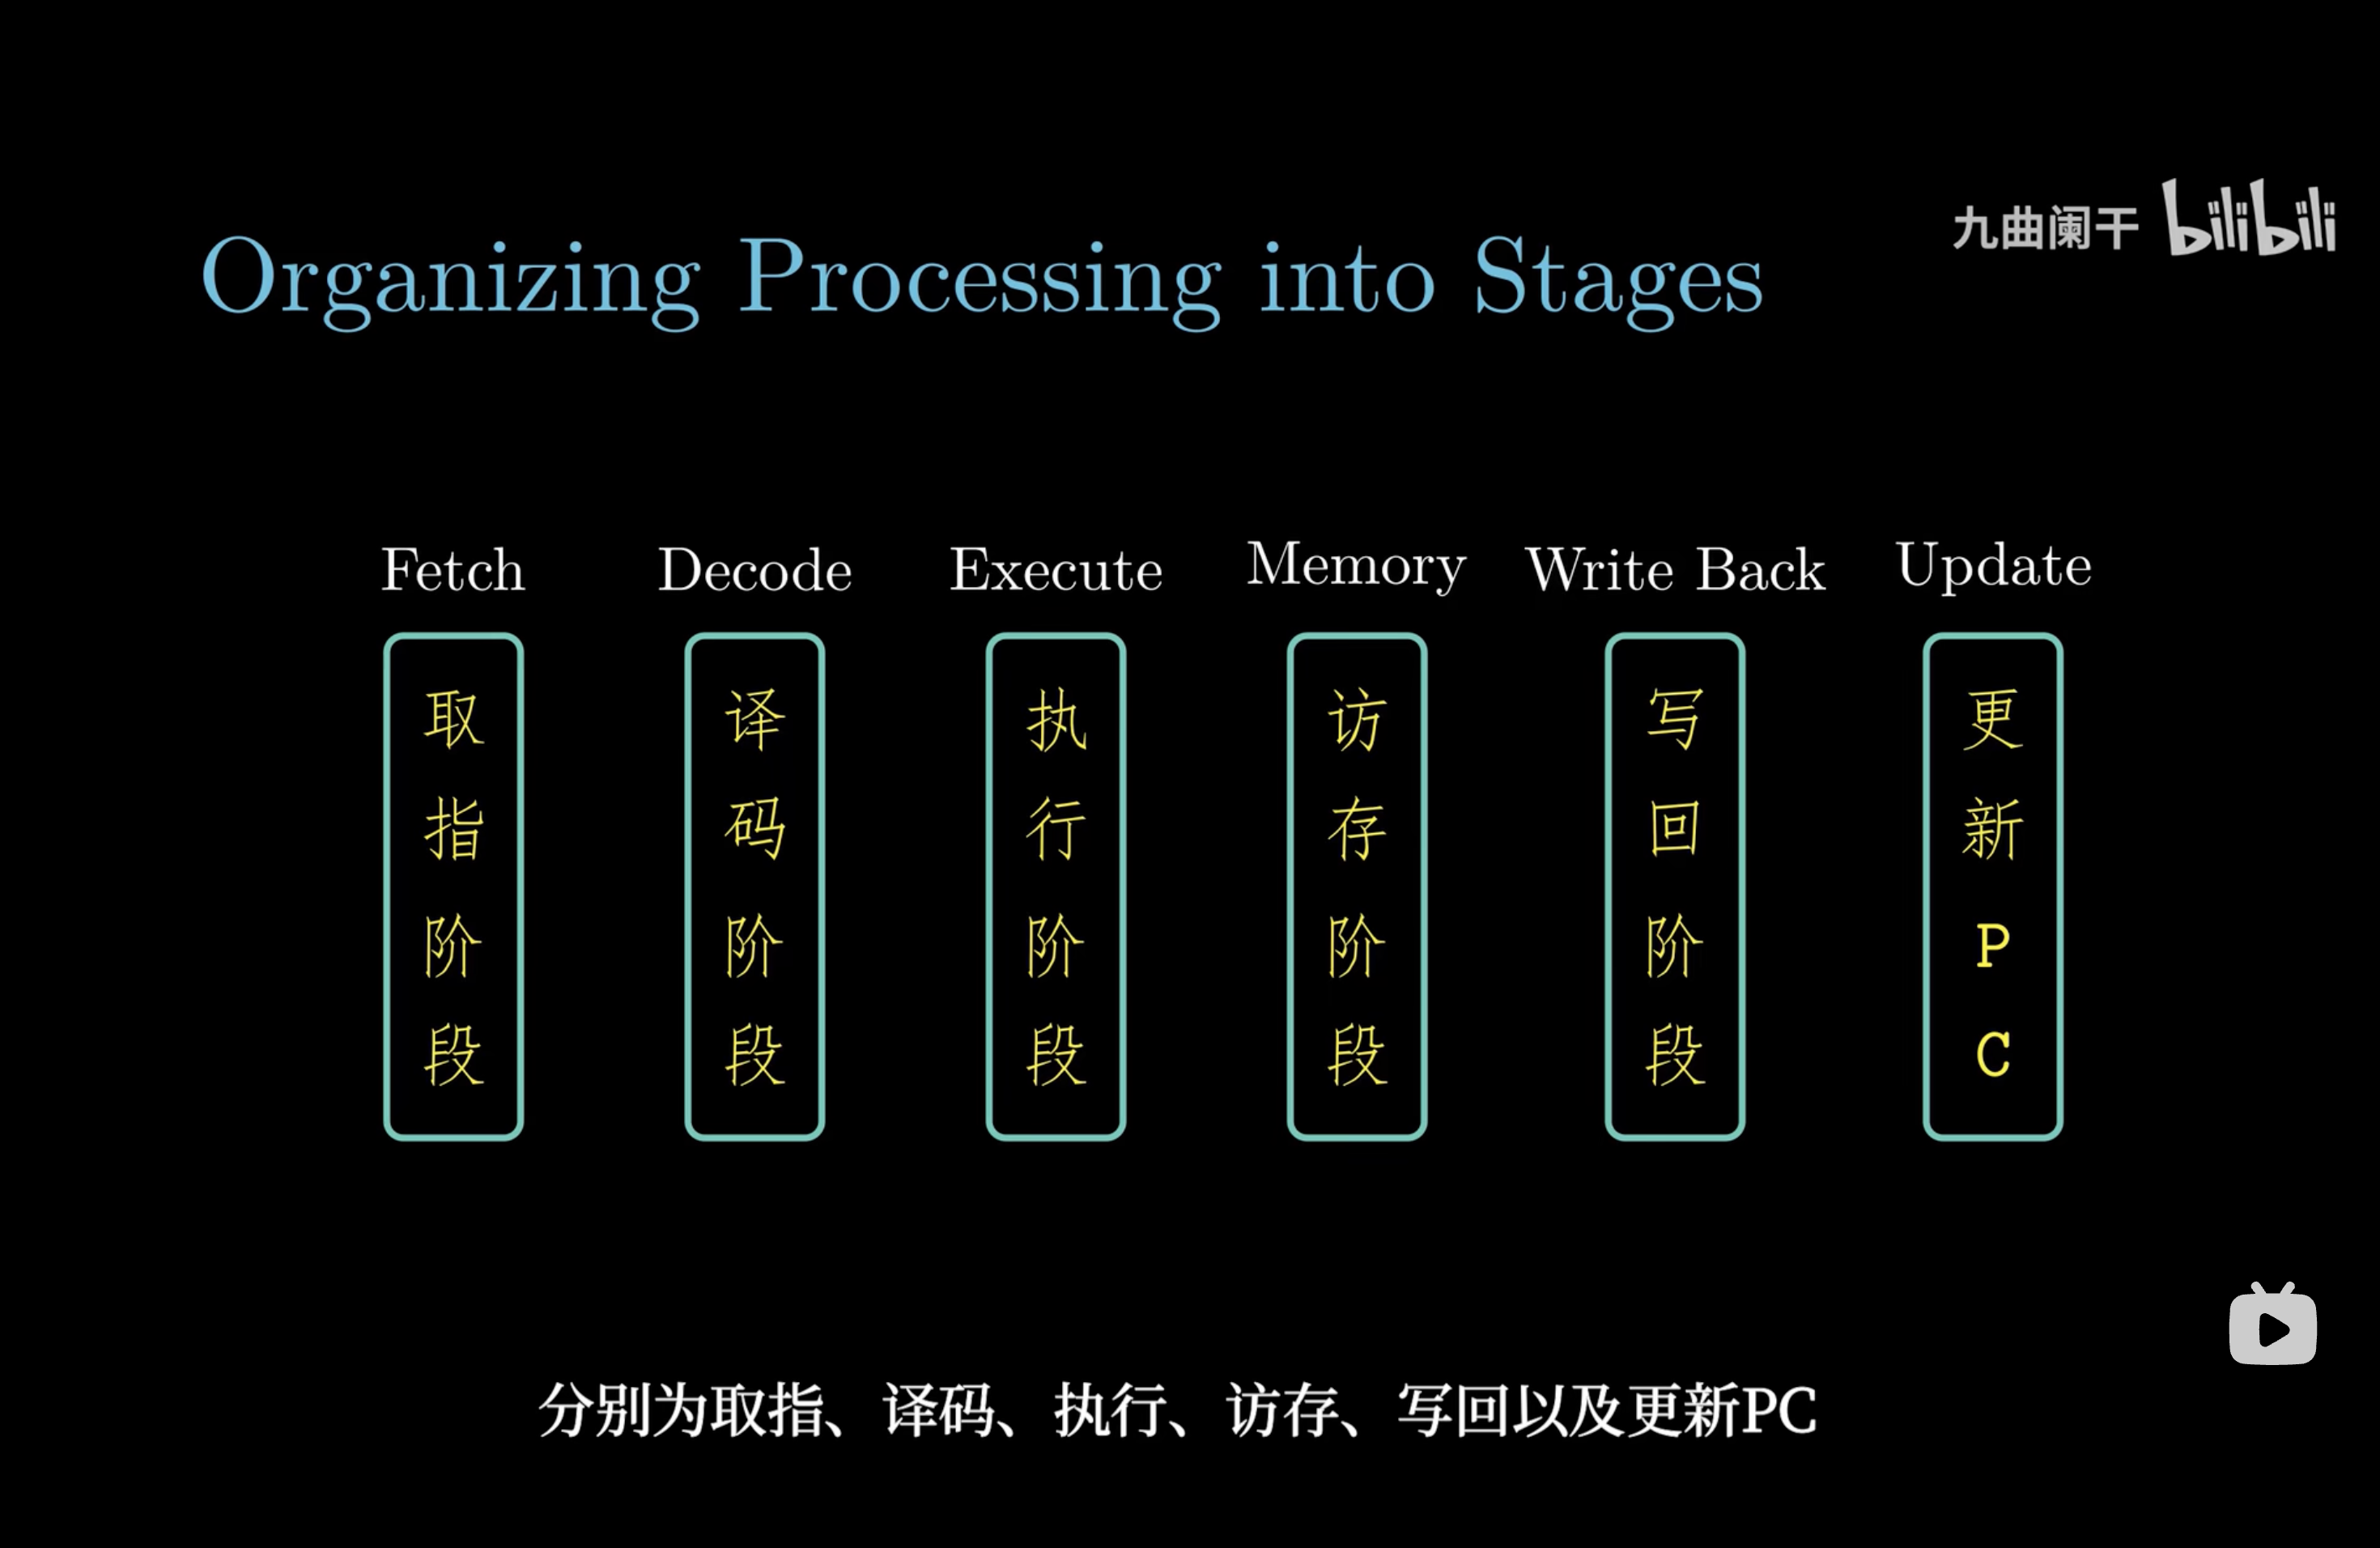 九曲阑干 bilibili
Organizing Processing into Stages
Fetch
取指阶段
Decode
译码阶段
Execute
执行阶段
Memory
访存阶段
Write Back
写回阶段
Update
更新PC
分别为取指、译码、执行、访存、写回以及更新PC